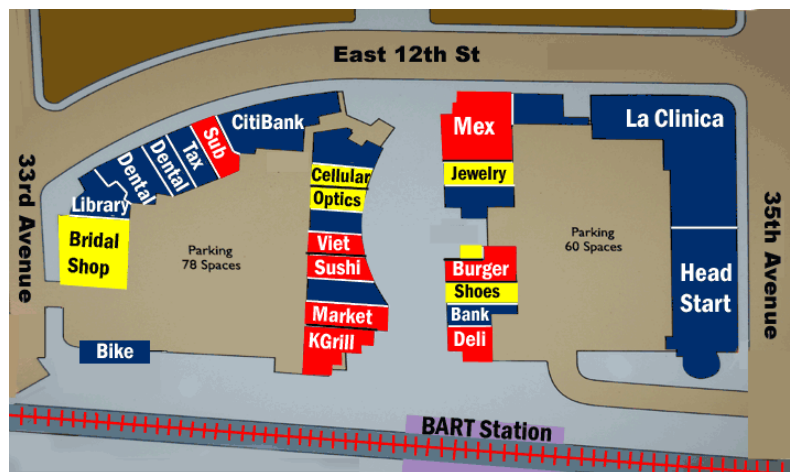 East 12th St
CitiBank
Sub
Tax
Dental
Dental
Library
Bridal
Shop
33rd Avenue
Parking
78 Spaces
Bike
Cellular
Optics
Viet
Sushi
Market
KGrill
Mex
Jewelry
Burger
Shoes
Bank
Deli
La Clinica
Parking
60 Spaces
Head
Start
35th Avenue
BART Station